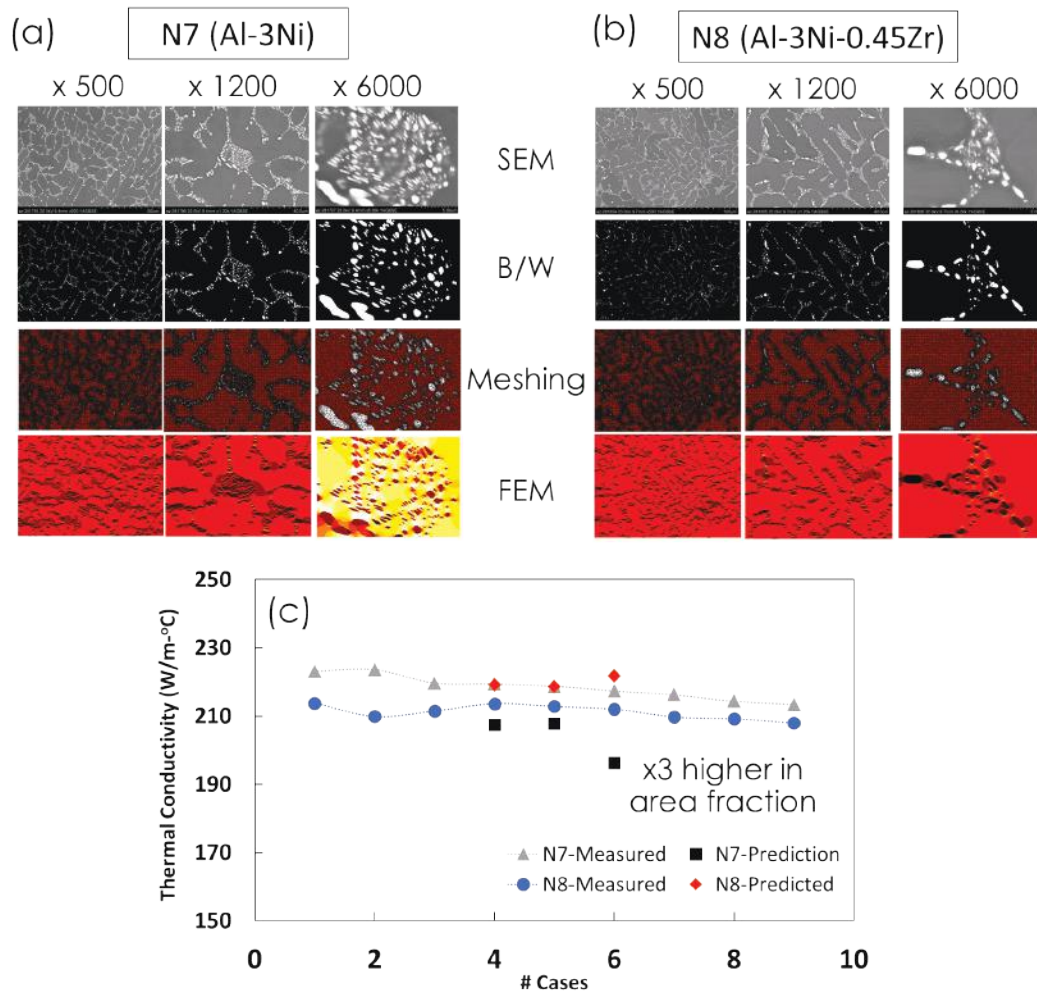 (a)
N7 (Al-3Ni)
(b)
N8 (Al-3Ni-0.45Zr)
x 500
x 1200
x 6000
x 500
x 1200
x 6000
SEM
B/W
Meshing
FEM
(c)
Thermal Conductivity (W/m-°C)
250
230
210
190
170
150
x3 higher in
area fraction
N7-Measured
N7-Prediction
N8-Measured
N8-Predicted
0
2
4
6
8
10
# Cases